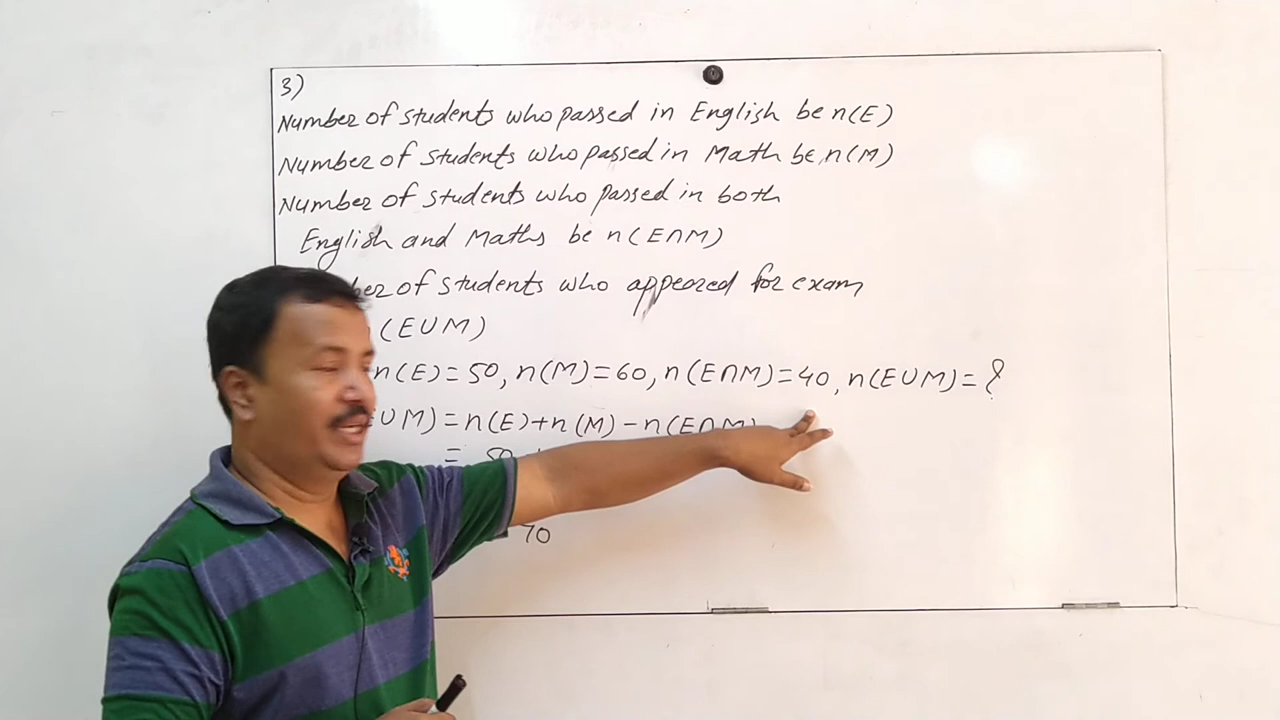 3)
Number of students who passed in English be n(E)
Number of students who passed in Math be, n(M)
Number of students who passed in both
English and Maths be n(E∩M)
of students who appeared for exam
(E∪M)
n(E)=50, n(M)=60, n(E∩M)=40, n(E∪M)=?
∪M)=n(E)+n(M)-n(E∩M)
= 50
70